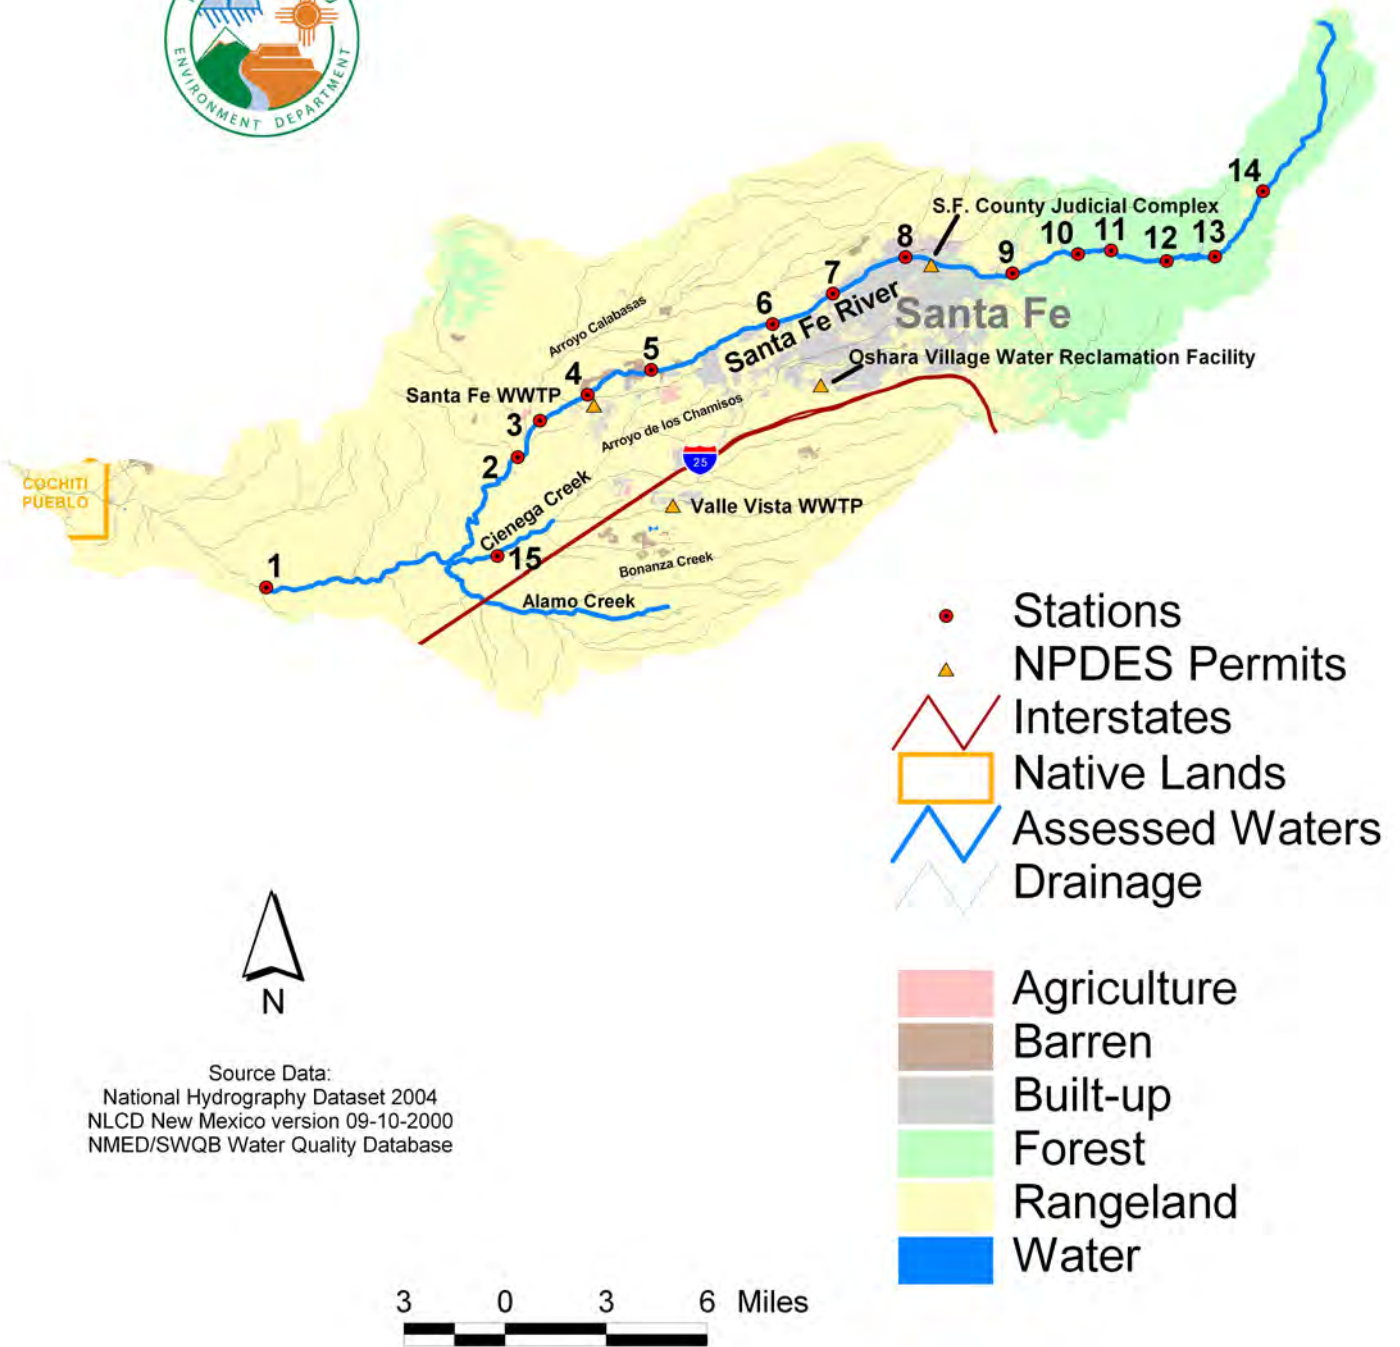 ENVIRONMENT DEPARTMENT
14
S.F. County Judicial Complex
8
9
10
11
12
13
7
Santa Fe River
Santa Fe
6
Arroyo Calabasas
5
Oshara Village Water Reclamation Facility
4
Santa Fe WWTP
3
Arroyo de los Chamisos
2
25
COCHITI
PUEBLO
Cienega Creek
Valle Vista WWTP
1
15
Bonanza Creek
Alamo Creek
Stations
NPDES Permits
Interstates
Native Lands
Assessed Waters
Drainage
N
Agriculture
Barren
Built-up
Forest
Rangeland
Water
Source Data:
National Hydrography Dataset 2004
NLCD New Mexico version 09-10-2000
NMED/SWQB Water Quality Database
3 0 3 6 Miles